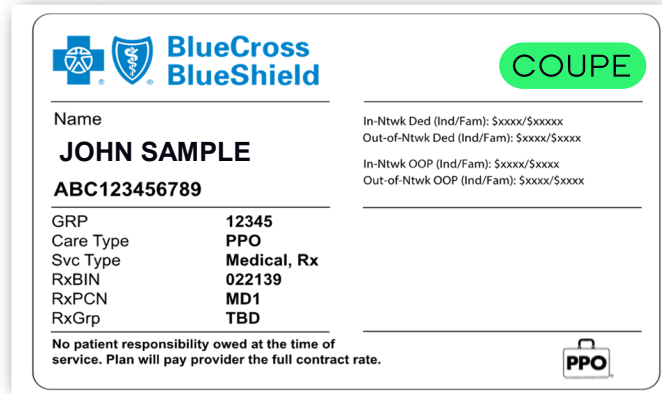 BlueCross
BlueShield
COUPE
Name
JOHN SAMPLE
ABC123456789
In-Ntwk Ded (Ind/Fam): $xxxx/$xxxxx
Out-of-Ntwk Ded (Ind/Fam): $xxxx/$xxxx
In-Ntwk OOP (Ind/Fam): $xxxx/$xxxx
Out-of-Ntwk OOP (Ind/Fam): $xxxx/$xxxx
GRP 12345
Care Type PPO
Svc Type Medical, Rx
RxBIN 022139
RxPCN MD1
RxGrp TBD
No patient responsibility owed at the time of
service. Plan will pay provider the full contract rate.
PPO